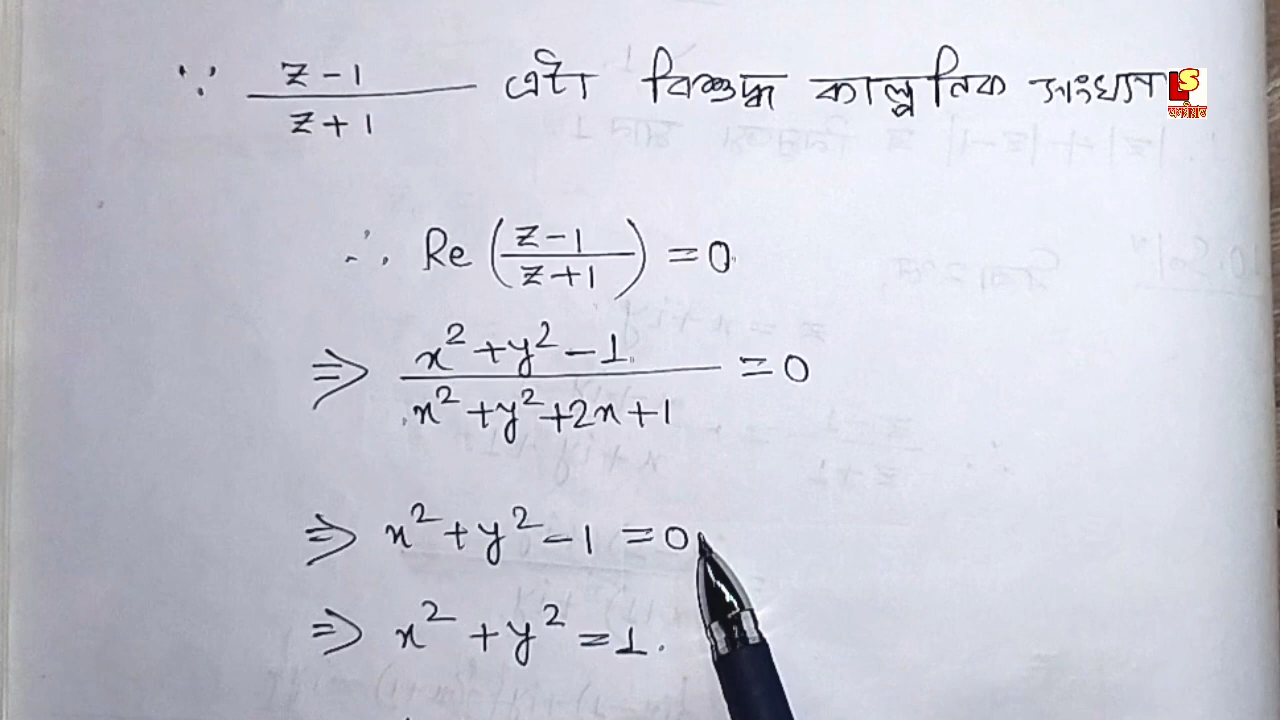 ∵ z-1/z+1 এটা বিশুদ্ধ কাল্পনিক সংখ্যা
∴ Re (z-1/z+1) = 0
⇒ x²+y²-1/x²+y²+2x+1 = 0
⇒ x²+y²-1 = 0
⇒ x²+y² = 1.
LS